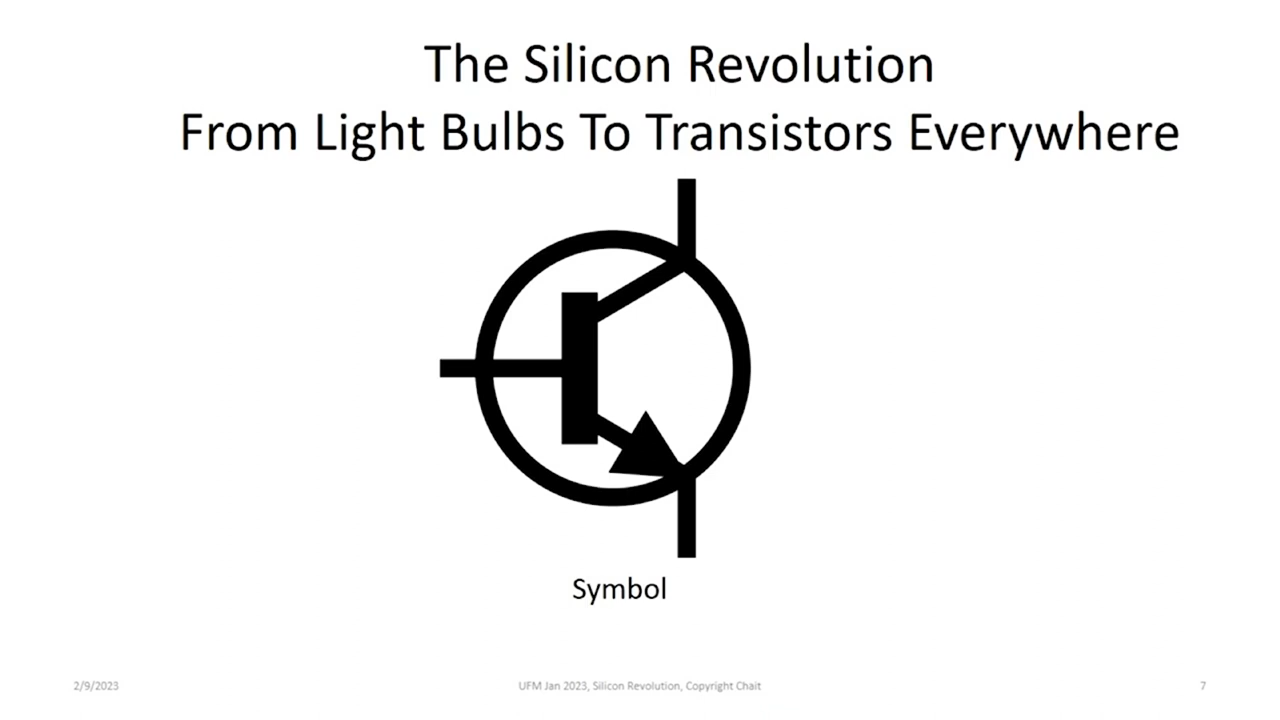 The Silicon Revolution
From Light Bulbs To Transistors Everywhere
Symbol
2/9/2023
UFM Jan 2023, Silicon Revolution, Copyright Chait
7